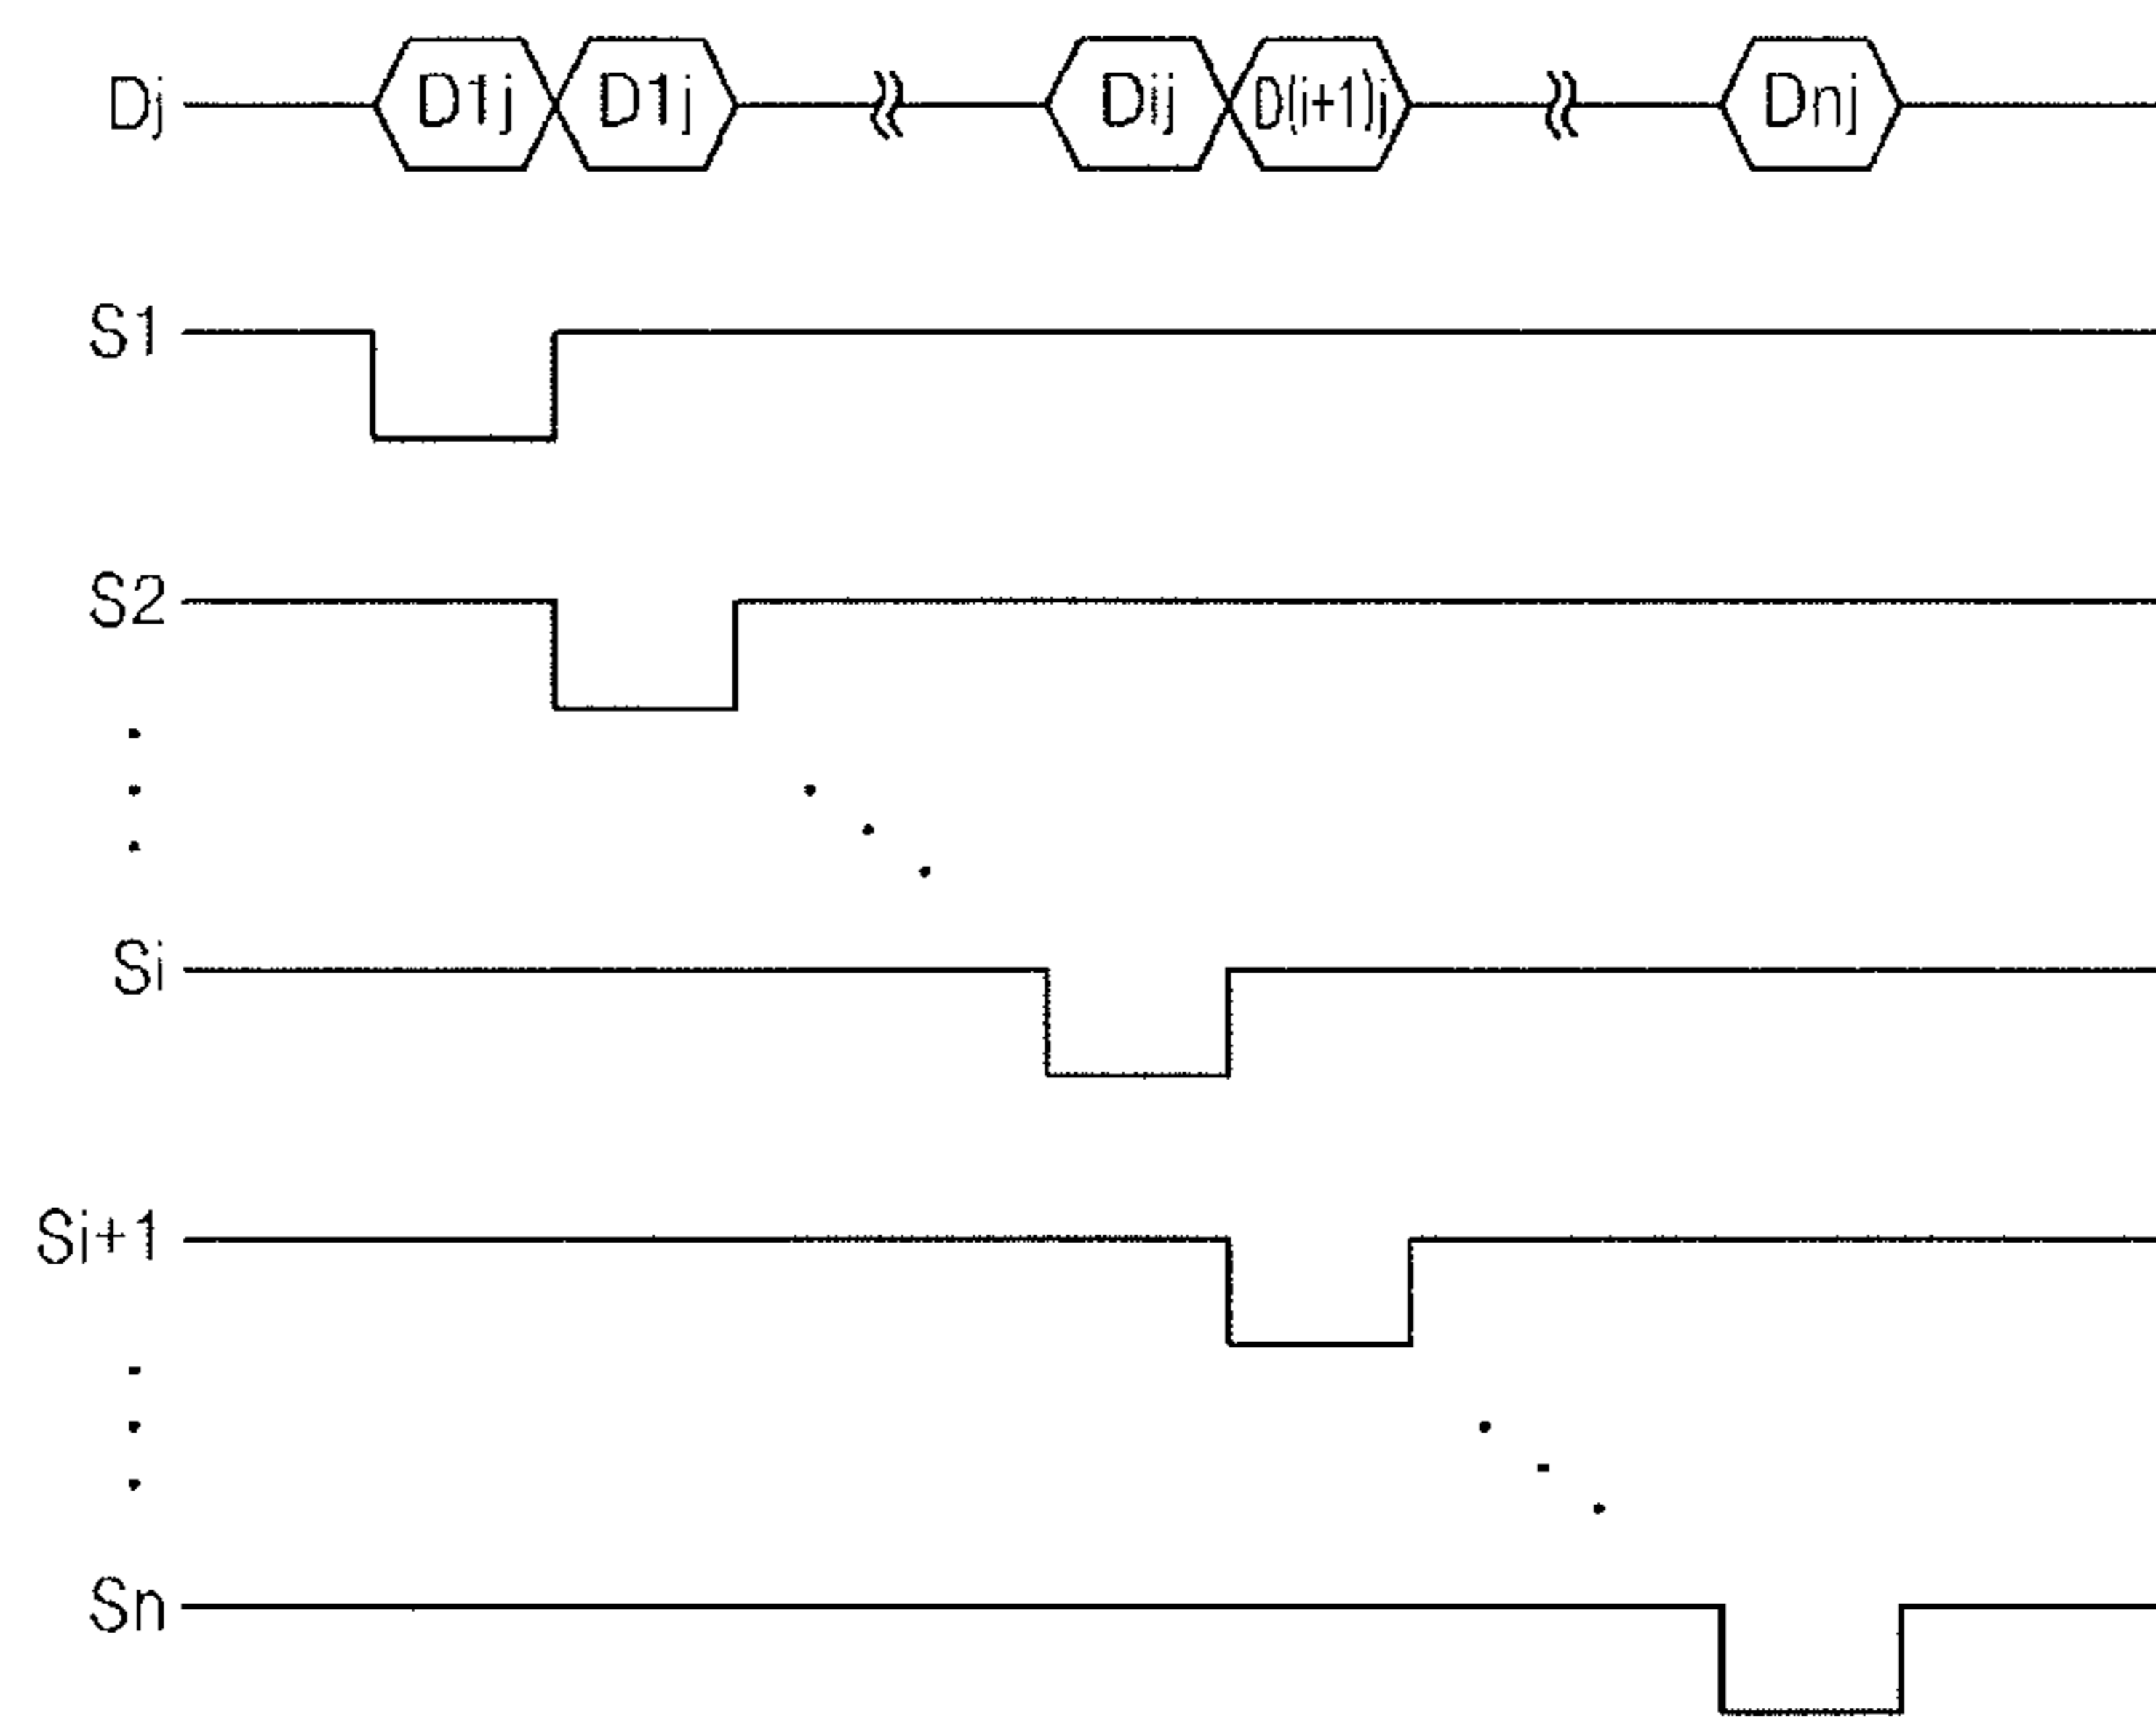 Dj D1j D1j Dij D(i+1)j Dnj
S1
S2
Si
Si+1
Sn